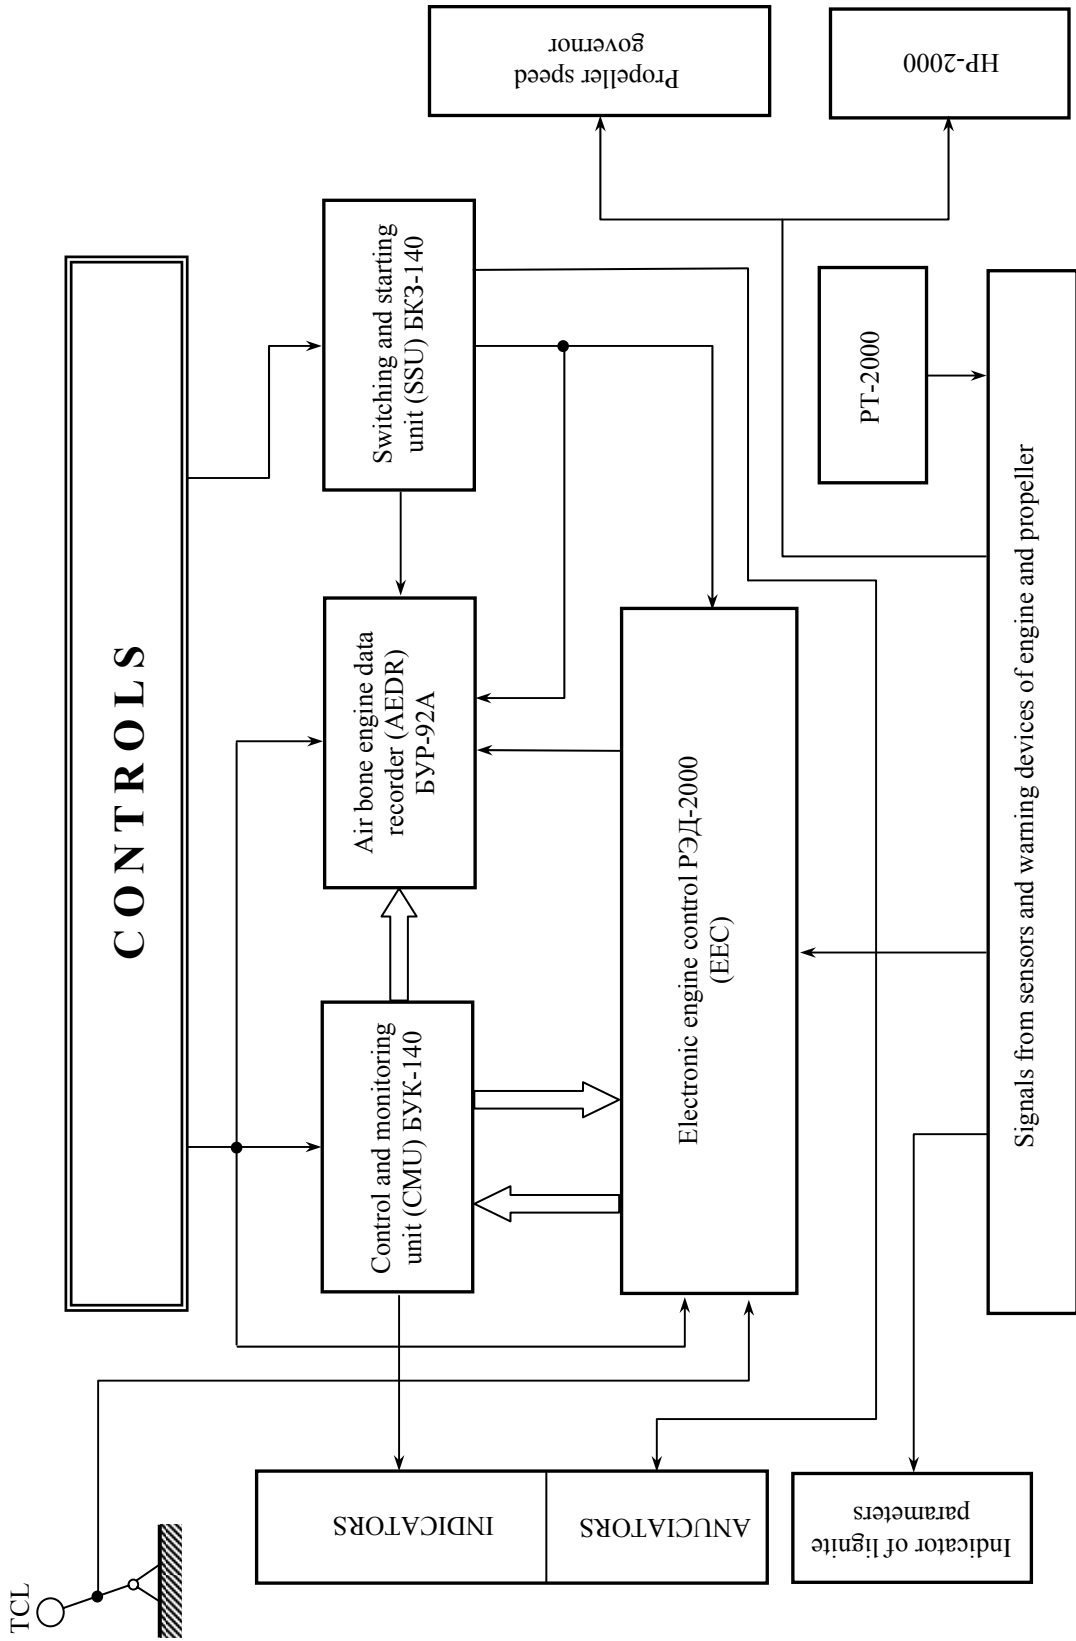 TCL
CONTROLS
Control and monitoring
unit (CMU) БУК-140
Air bone engine data
recorder (AEDR)
БУР-92А
Switching and starting
unit (SSU) БКЗ-140
INDICATORS
ANUCIATORS
Electronic engine control РЭД-2000
(EEC)
Propeller speed
governor
НР-2000
РТ-2000
Indicator of lignite
parameters
Signals from sensors and warning devices of engine and propeller